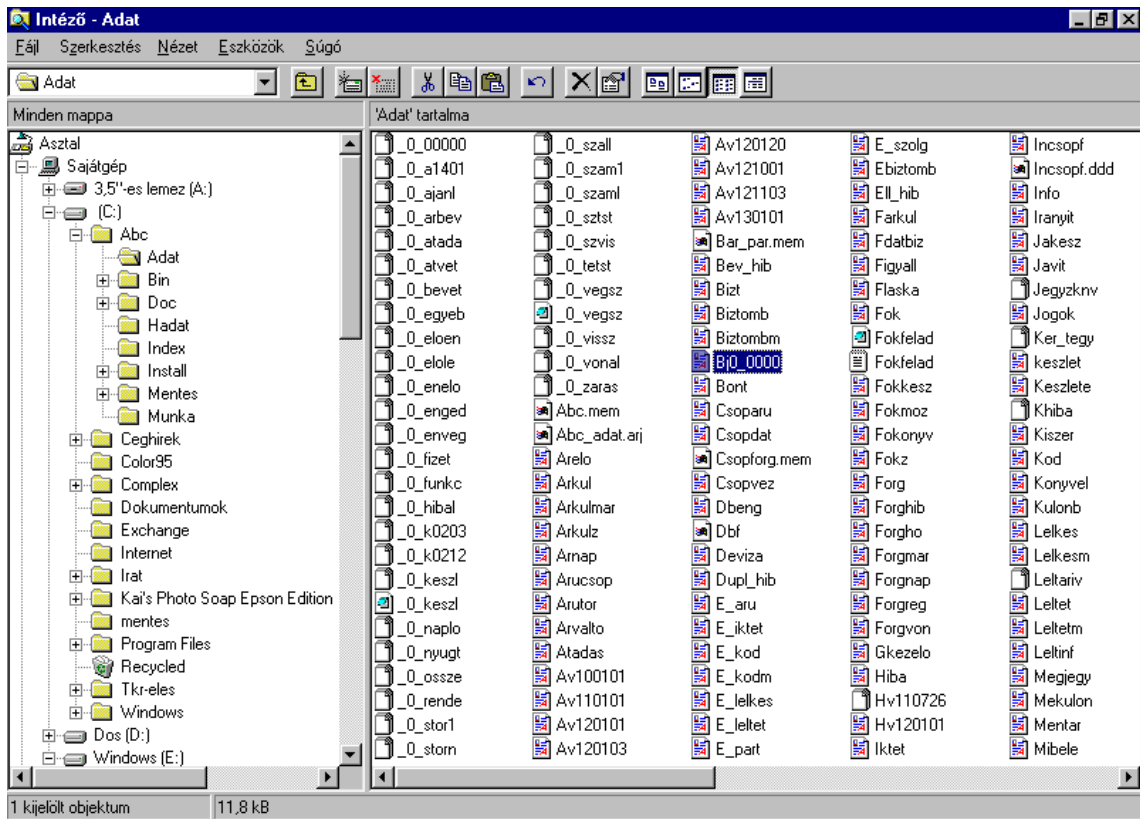 Intéző - Adat
Fájl Szerkesztés Nézet Eszközök Súgó
Adat
Minden mappa
'Adat' tartalma
Asztal
Sajátgép
3,5''-es lemez (A:)
(C:)
Abc
Adat
Bin
Doc
Hadat
Index
Install
Mentes
Munka
Ceghirek
Color95
Complex
Dokumentumok
Exchange
Internet
Irat
Kai's Photo Soap Epson Edition
mentes
Program Files
Recycled
Tkr-eles
Windows
Dos (D:)
Windows (E:)
_0_00000
_0_a1401
_0_ajanl
_0_arbev
_0_atada
_0_atvet
_0_bevet
_0_egyeb
_0_eloen
_0_elole
_0_enelo
_0_enged
_0_enveg
_0_fizet
_0_funkc
_0_hibal
_0_k0203
_0_k0212
_0_keszl
_0_keszl
_0_naplo
_0_nyugt
_0_ossze
_0_rende
_0_stor1
_0_storn
_0_szall
_0_szam1
_0_szaml
_0_sztst
_0_szvis
_0_tetst
_0_vegsz
_0_vegsz
_0_vissz
_0_vonal
_0_zaras
Abc.mem
Abc_adat.arj
Arelo
Arkul
Arkulmar
Arkulz
Arnap
Arucsop
Arutor
Arvalto
Atadas
Av100101
Av110101
Av120101
Av120103
Av120120
Av121001
Av121103
Av130101
Bar_par.mem
Bev_hib
Bizt
Biztomb
Biztombm
Bj0_0000
Bont
Csoparu
Csopdat
Csopforg.mem
Csopvez
Dbeng
Dbf
Deviza
Dupl_hib
E_aru
E_iktet
E_kod
E_kodm
E_lelkes
E_leltet
E_part
E_szolg
Ebiztomb
Ell_hib
Farkul
Fdatbiz
Figyall
Flaska
Fok
Fokfelad
Fokfelad
Fokkesz
Fokmoz
Fokonyv
Fokz
Forg
Forghib
Forgho
Forgmar
Forgnap
Forgreg
Forgvon
Gkezelo
Hiba
Hv110726
Hv120101
Iktet
Incsopf
Incsopf.ddd
Info
Iranyit
Jakesz
Javit
Jegyzknv
Jogok
Ker_tegy
keszlet
Keszlete
Khiba
Kiszer
Kod
Konyvel
Kulonb
Lelkes
Lelkesm
Leltariv
Leltet
Leltetm
Leltinf
Megjegy
Mekulon
Mentar
Mibele
1 kijelölt objektum
11,8 kB